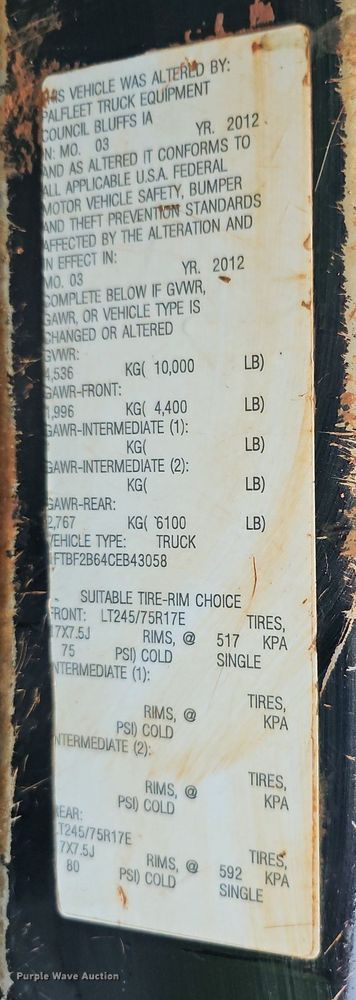 THIS VEHICLE WAS ALTERED BY:
PALFLEET TRUCK EQUIPMENT
COUNCIL BLUFFS IA
IN: MO. 03 YR. 2012
AND AS ALTERED IT CONFORMS TO
ALL APPLICABLE U.S.A. FEDERAL
MOTOR VEHICLE SAFETY, BUMPER
AND THEFT PREVENTION STANDARDS
AFFECTED BY THE ALTERATION AND
IN EFFECT IN:
MO. 03 YR. 2012
COMPLETE BELOW IF GVWR,
GAWR, OR VEHICLE TYPE IS
CHANGED OR ALTERED
GVWR:
4,536 KG( 10,000 LB)
GAWR-FRONT:
1,996 KG( 4,400 LB)
GAWR-INTERMEDIATE (1):
KG( LB)
GAWR-INTERMEDIATE (2):
KG( LB)
GAWR-REAR:
2,767 KG( 6100 LB)
VEHICLE TYPE: TRUCK
1FTBF2B64CEB43058
SUITABLE TIRE-RIM CHOICE
FRONT: LT245/75R17E TIRES,
17X7.5J RIMS, @ 517 KPA
75 PSI) COLD SINGLE
INTERMEDIATE (1):
TIRES,
RIMS, @ KPA
PSI) COLD
INTERMEDIATE (2):
TIRES,
RIMS, @ KPA
PSI) COLD
REAR:
LT245/75R17E TIRES,
17X7.5J RIMS, @ 592 KPA
80 PSI) COLD SINGLE
Purple Wave Auction